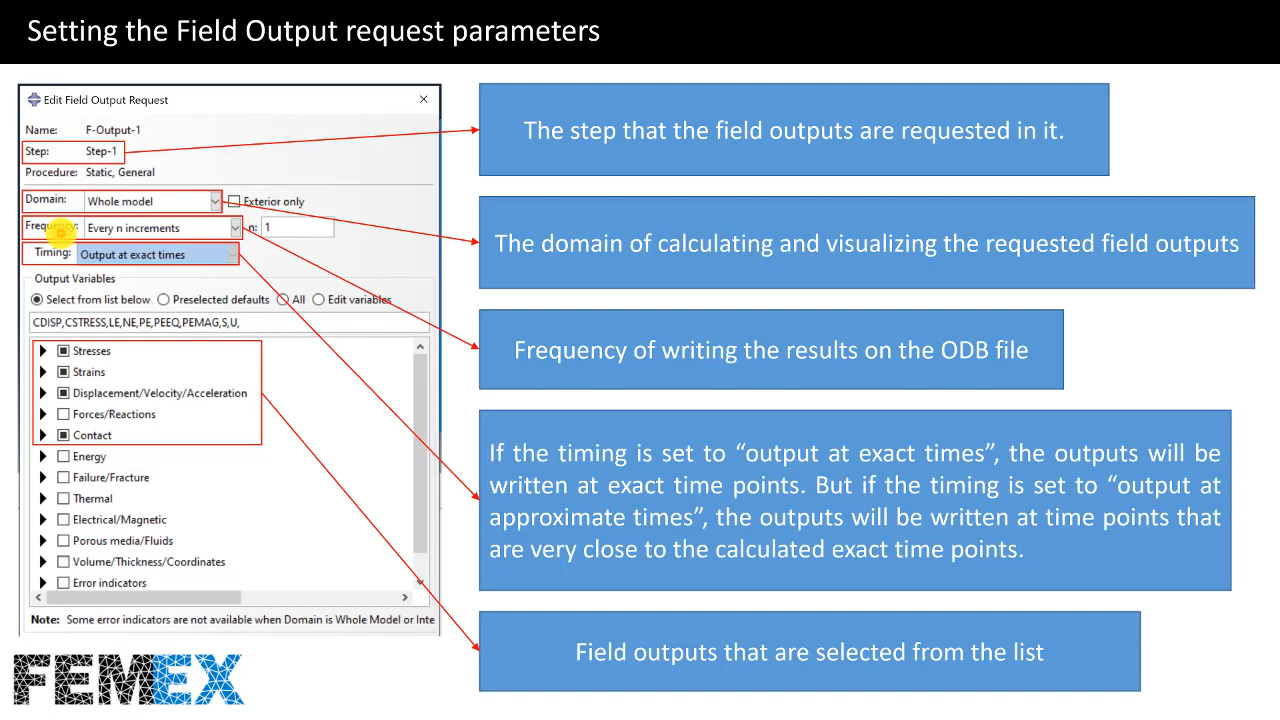 Setting the Field Output request parameters
Edit Field Output Request
Name: F-Output-1
Step: Step-1
Procedure: Static, General
Domain: Whole model Exterior only
Frequency: Every n increments n: 1
Timing: Output at exact times
Output Variables
Select from list below Preselected defaults All Edit variables
CDISP,CSTRESS,LE,NE,PE,PEEQ,PEMAG,S,U,
Stresses
Strains
Displacement/Velocity/Acceleration
Forces/Reactions
Contact
Energy
Failure/Fracture
Thermal
Electrical/Magnetic
Porous media/Fluids
Volume/Thickness/Coordinates
Error indicators
Note: Some error indicators are not available when Domain is Whole Model or Inte
The step that the field outputs are requested in it.
The domain of calculating and visualizing the requested field outputs
Frequency of writing the results on the ODB file
If the timing is set to “output at exact times”, the outputs will be
written at exact time points. But if the timing is set to “output at
approximate times”, the outputs will be written at time points that
are very close to the calculated exact time points.
Field outputs that are selected from the list
FEMEX